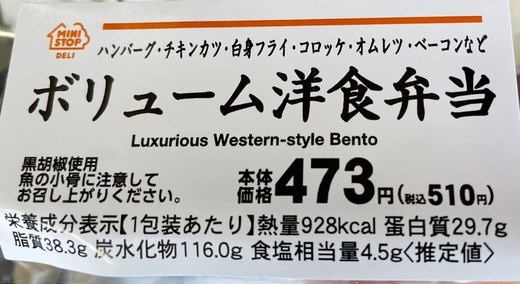 MINI
STOP
DELI
ハンバーグ・チキンカツ・白身フライ・コロッケ・オムレツ・ベーコンなど
ボリューム洋食弁当
Luxurious Western-style Bento
黒胡椒使用
魚の小骨に注意して
お召し上がりください。
本体価格473円(税込510円)
栄養成分表示【1包装あたり】熱量928kcal 蛋白質29.7g
脂質38.3g 炭水化物116.0g 食塩相当量4.5g<推定値>